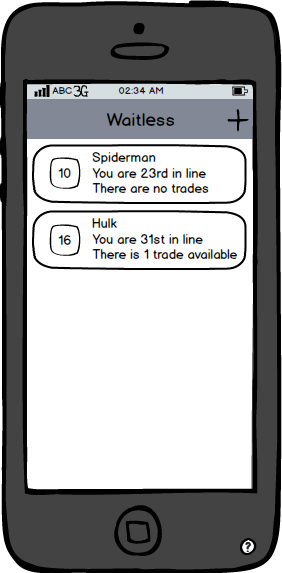 ABC 3G 02:34 AM
Waitless +
10
Spiderman
You are 23rd in line
There are no trades
16
Hulk
You are 31st in line
There is 1 trade available
?